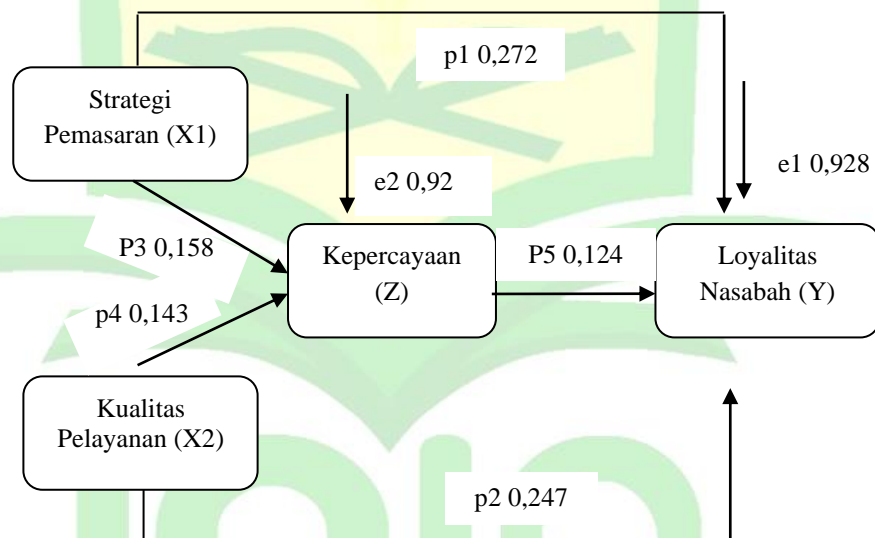 p1 0,272
Strategi
Pemasaran (X1)
e2 0,92
e1 0,928
P3 0,158
Kepercayaan
(Z)
P5 0,124
Loyalitas
Nasabah (Y)
p4 0,143
Kualitas
Pelayanan (X2)
p2 0,247